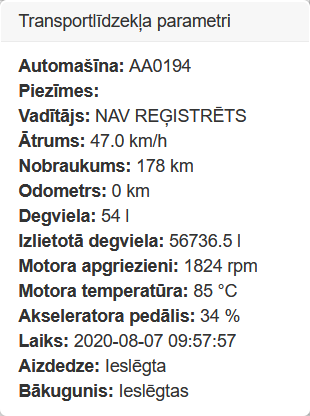 Transportlīdzekļa parametri
Automašīna: AA0194
Piezīmes:
Vadītājs: NAV REĢISTRĒTS
Ātrums: 47.0 km/h
Nobraukums: 178 km
Odometrs: 0 km
Degviela: 54 l
Izlietotā degviela: 56736.5 l
Motora apgriezieni: 1824 rpm
Motora temperatūra: 85 °C
Akseleratora pedālis: 34 %
Laiks: 2020-08-07 09:57:57
Aizdedze: Ieslēgta
Bākugunis: Ieslēgtas